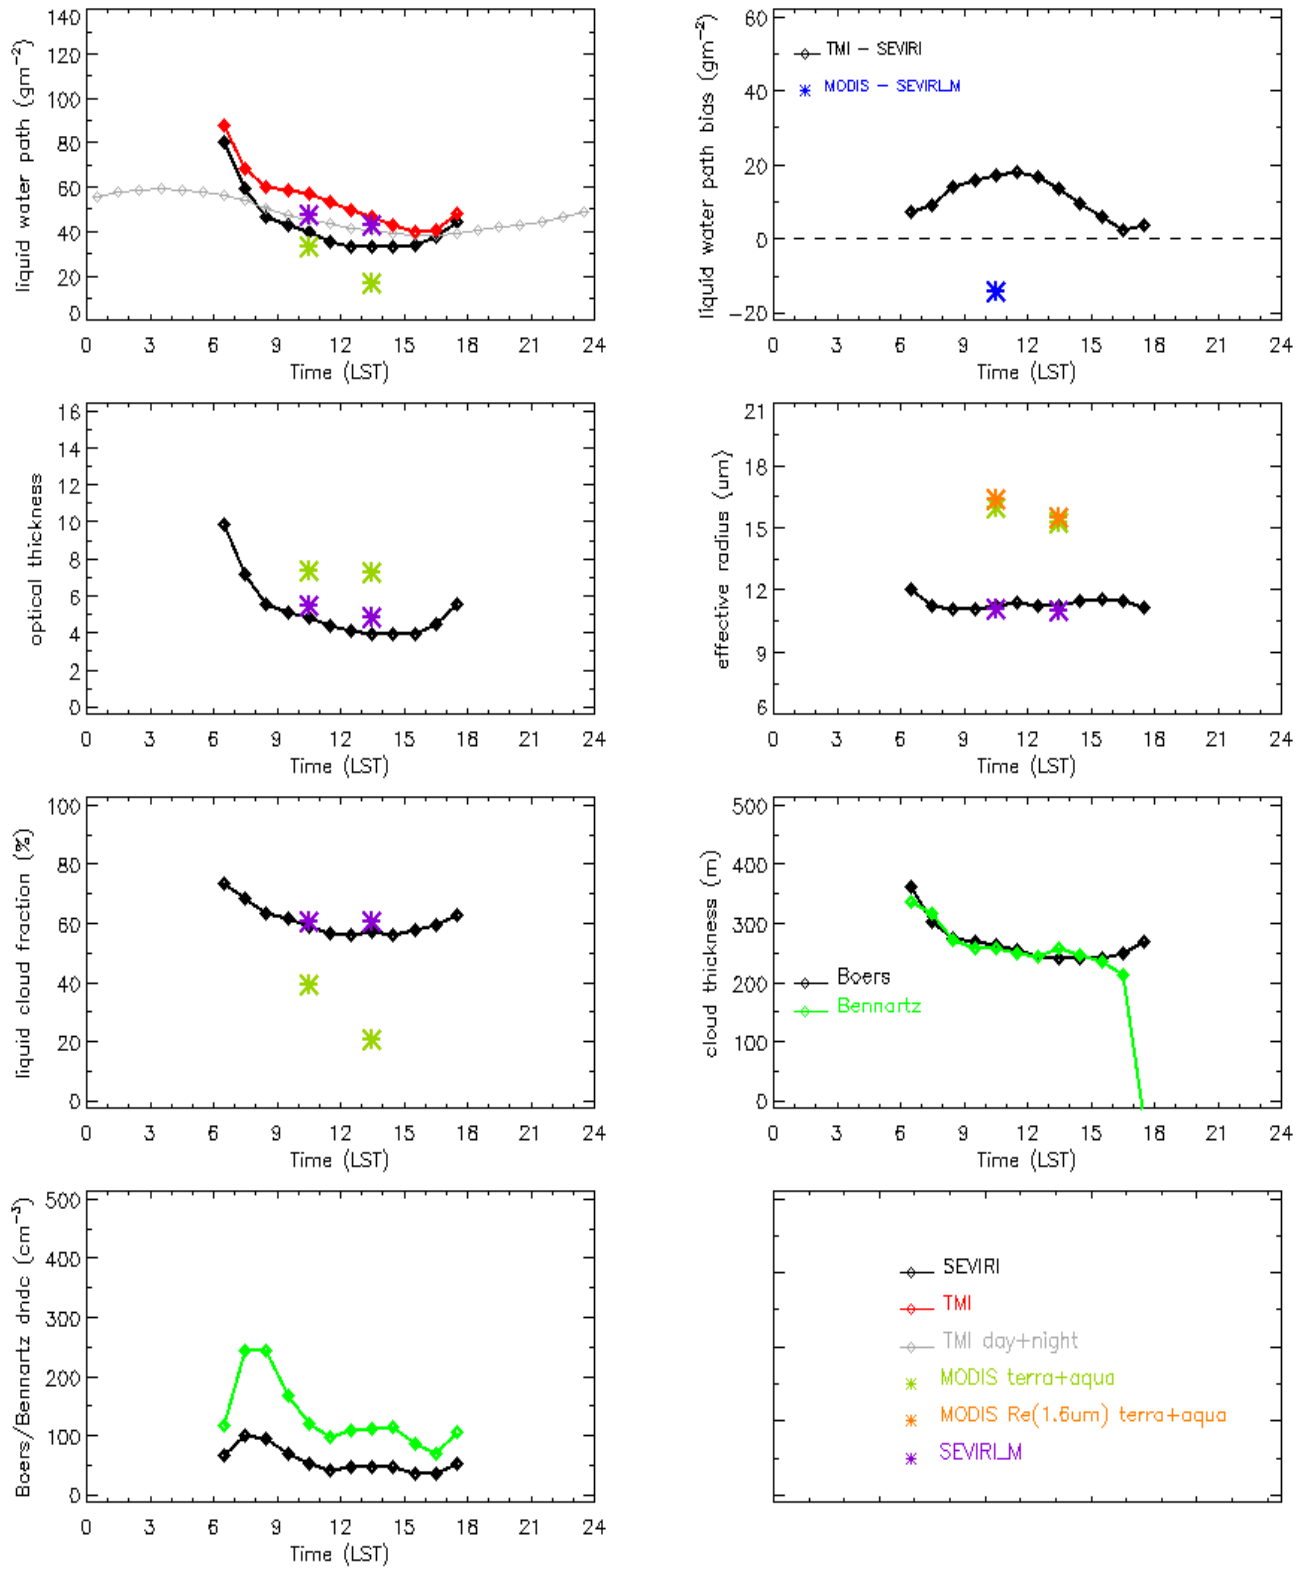 liquid water path (gm⁻²)
140
120
100
80
60
40
20
0
0 3 6 9 12 15 18 21 24
Time (LST)
liquid water path bias (gm⁻²)
60
40
20
0
-20
TMI - SEVIRI
MODIS - SEVIRI_M
0 3 6 9 12 15 18 21 24
Time (LST)
optical thickness
16
14
12
10
8
6
4
2
0
0 3 6 9 12 15 18 21 24
Time (LST)
effective radius (um)
21
18
15
12
9
6
0 3 6 9 12 15 18 21 24
Time (LST)
liquid cloud fraction (%)
100
80
60
40
20
0
0 3 6 9 12 15 18 21 24
Time (LST)
cloud thickness (m)
500
400
300
200
100
0
Boers
Bennartz
0 3 6 9 12 15 18 21 24
Time (LST)
Boers/Bennartz dndc (cm⁻³)
500
400
300
200
100
0
0 3 6 9 12 15 18 21 24
Time (LST)
SEVIRI
TMI
TMI day+night
MODIS terra+aqua
MODIS Re(1.6um) terra+aqua
SEVIRI_M